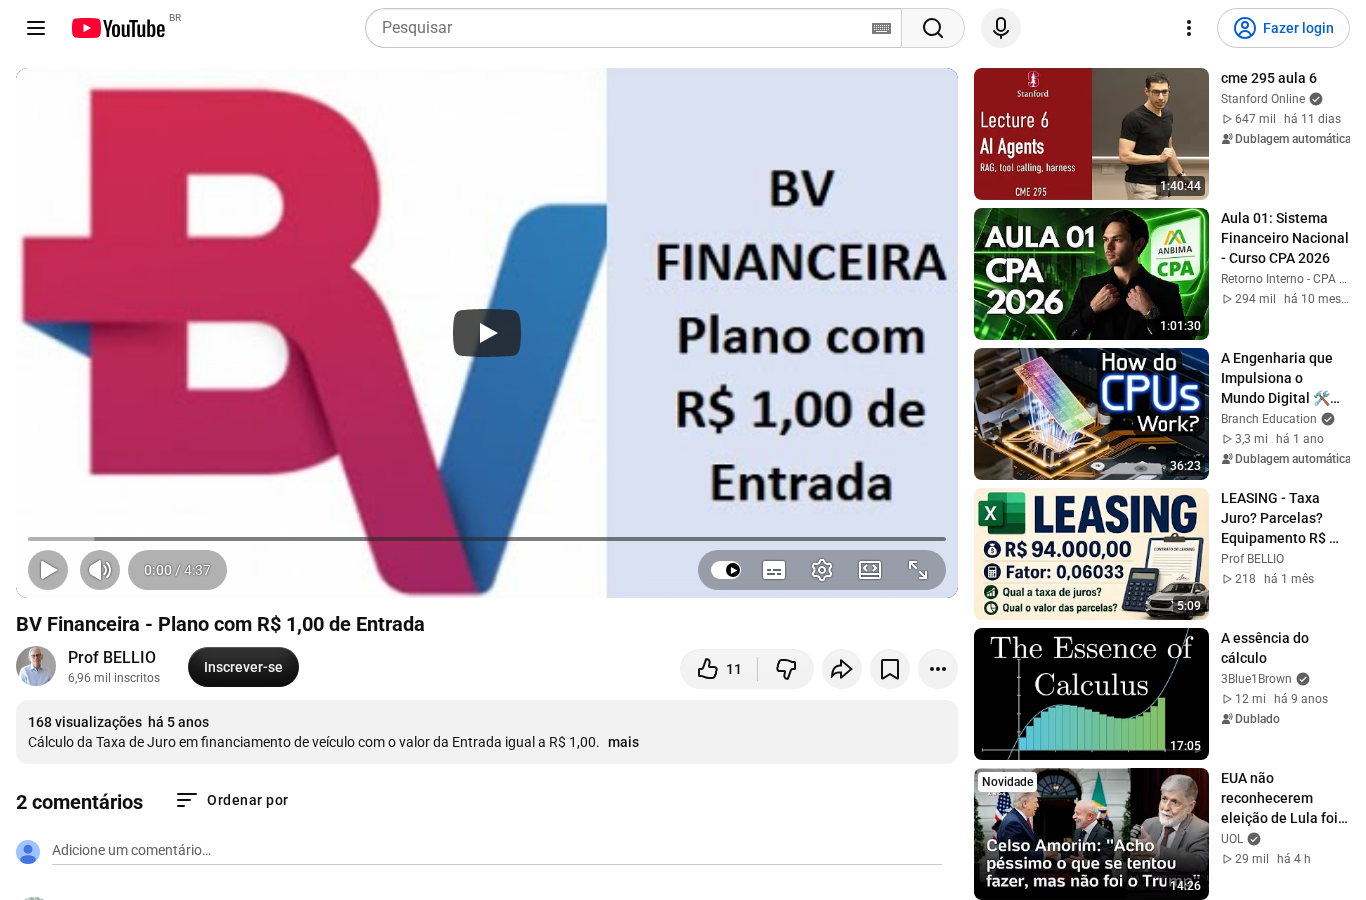 YouTube
BR
Pesquisar
Fazer login
BV
FINANCEIRA
Plano com
R$ 1,00 de
Entrada
0:00 / 4:37
BV Financeira - Plano com R$ 1,00 de Entrada
Prof BELLIO
6,96 mil inscritos
Inscrever-se
11
168 visualizações há 5 anos
Cálculo da Taxa de Juro em financiamento de veículo com o valor da Entrada igual a R$ 1,00. mais
2 comentários
Ordenar por
Adicione um comentário...
Stanford
Lecture 6
AI Agents
RAG, tool calling, harness
CME 295
1:40:44
cme 295 aula 6
Stanford Online
647 mil há 11 dias
Dublagem automática
AULA 01
CPA
2026
ANBIMA
CPA
1:01:30
Aula 01: Sistema
Financeiro Nacional
- Curso CPA 2026
Retorno Interno - CPA ...
294 mil há 10 mes...
How do
CPUs
Work?
36:23
A Engenharia que
Impulsiona o
Mundo Digital 🛠️...
Branch Education
3,3 mi há 1 ano
Dublagem automática
X
LEASING
R$ 94.000,00
Fator: 0,06033
Qual a taxa de juros?
Qual o valor das parcelas?
CONTRATO DE LEASING
5:09
LEASING - Taxa
Juro? Parcelas?
Equipamento R$ ...
Prof BELLIO
218 há 1 mês
The Essence of
Calculus
17:05
A essência do
cálculo
3Blue1Brown
12 mi há 9 anos
Dublado
Novidade
Celso Amorim: "Acho
péssimo o que se tentou
fazer, mas não foi o Trump"
14:26
EUA não
reconhecerem
eleição de Lula foi...
UOL
29 mil há 4 h